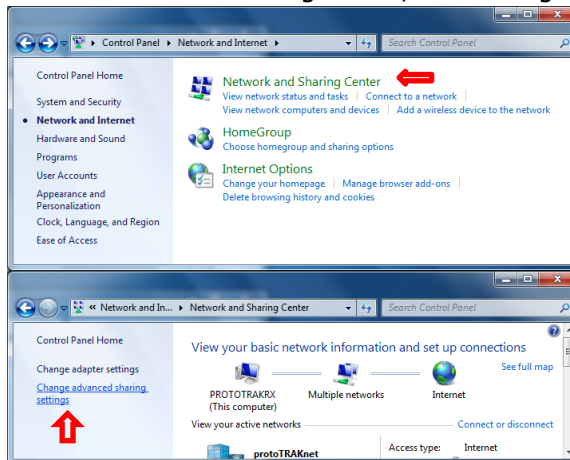 Control Panel ▸ Network and Internet ▸
Search Control Panel
Control Panel Home
System and Security
Network and Internet
Hardware and Sound
Programs
User Accounts
Appearance and
Personalization
Clock, Language, and Region
Ease of Access
Network and Sharing Center
View network status and tasks | Connect to a network |
View network computers and devices | Add a wireless device to the network
HomeGroup
Choose homegroup and sharing options
Internet Options
Change your homepage | Manage browser add-ons |
Delete browsing history and cookies
« Network and In... ▸ Network and Sharing Center
Search Control Panel
Control Panel Home
Change adapter settings
Change advanced sharing
settings
View your basic network information and set up connections
See full map
PROTOTRAKRX
(This computer)
Multiple networks
Internet
View your active networks
Connect or disconnect
protoTRAKnet
Access type: Internet